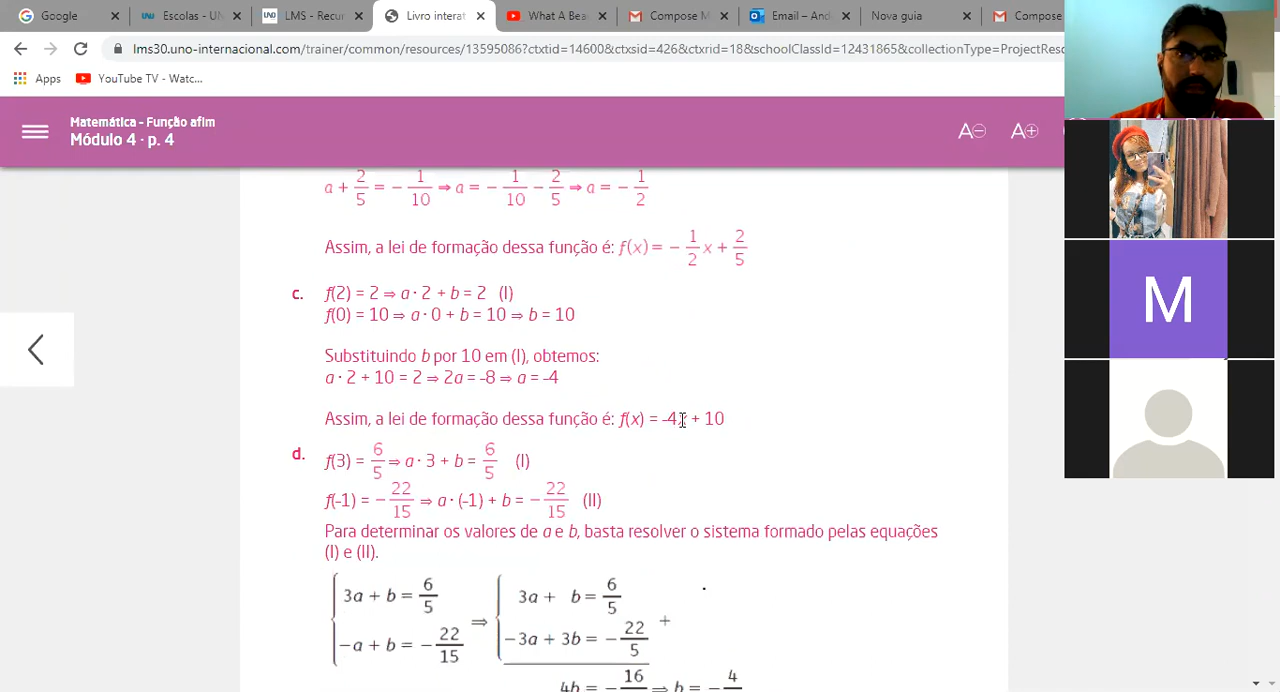 Google
Escolas - UN
LMS - Recur
Livro interat
What A Bea
Compose M
Email – And
Nova guia
Compose
lms30.uno-internacional.com/trainer/common/resources/13595086?ctxtid=14600&ctxsid=426&ctxrid=18&schoolClassId=12431865&collectionType=ProjectReso
Apps
YouTube TV - Watc...
Matemática - Função afim
Módulo 4 · p. 4
A−
A+
a + 2/5 = − 1/10 ⇒ a = − 1/10 − 2/5 ⇒ a = − 1/2
Assim, a lei de formação dessa função é: f(x) = − 1/2 x + 2/5
c. f(2) = 2 ⇒ a · 2 + b = 2 (I)
f(0) = 10 ⇒ a · 0 + b = 10 ⇒ b = 10
Substituindo b por 10 em (I), obtemos:
a · 2 + 10 = 2 ⇒ 2a = -8 ⇒ a = -4
Assim, a lei de formação dessa função é: f(x) = -4x + 10
d. f(3) = 6/5 ⇒ a · 3 + b = 6/5 (I)
f(-1) = − 22/15 ⇒ a · (-1) + b = − 22/15 (II)
Para determinar os valores de a e b, basta resolver o sistema formado pelas equações
(I) e (II).
3a + b = 6/5 ⇒ 3a + b = 6/5
−a + b = − 22/15 −3a + 3b = − 22/5 +
4b = − 16 ⇒ b = − 4
M